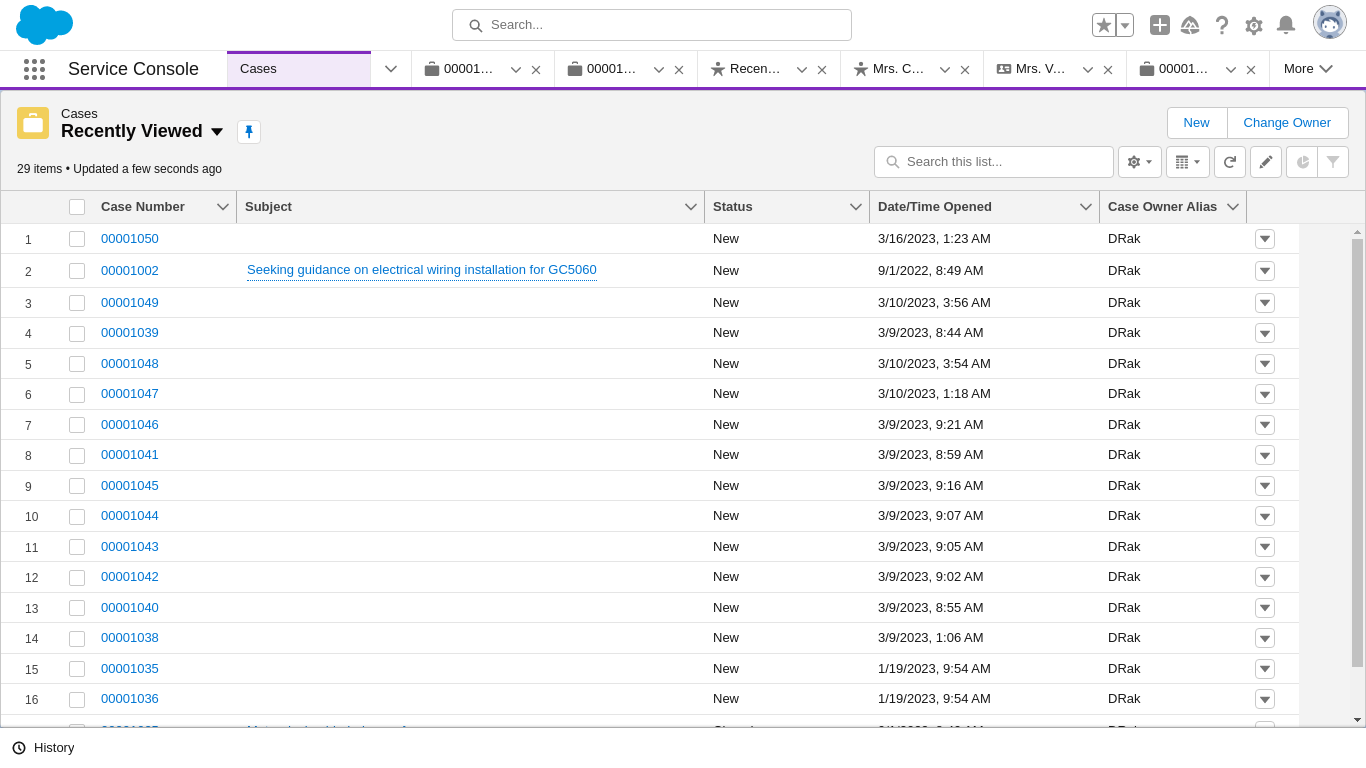 Search...
Service Console
Cases
00001...
00001...
Recen...
Mrs. C...
Mrs. V...
00001...
More
Cases
Recently Viewed
New
Change Owner
29 items • Updated a few seconds ago
Search this list...
Case Number Subject Status Date/Time Opened Case Owner Alias
1 00001050 New 3/16/2023, 1:23 AM DRak
2 00001002 Seeking guidance on electrical wiring installation for GC5060 New 9/1/2022, 8:49 AM DRak
3 00001049 New 3/10/2023, 3:56 AM DRak
4 00001039 New 3/9/2023, 8:44 AM DRak
5 00001048 New 3/10/2023, 3:54 AM DRak
6 00001047 New 3/10/2023, 1:18 AM DRak
7 00001046 New 3/9/2023, 9:21 AM DRak
8 00001041 New 3/9/2023, 8:59 AM DRak
9 00001045 New 3/9/2023, 9:16 AM DRak
10 00001044 New 3/9/2023, 9:07 AM DRak
11 00001043 New 3/9/2023, 9:05 AM DRak
12 00001042 New 3/9/2023, 9:02 AM DRak
13 00001040 New 3/9/2023, 8:55 AM DRak
14 00001038 New 3/9/2023, 1:06 AM DRak
15 00001035 New 1/19/2023, 9:54 AM DRak
16 00001036 New 1/19/2023, 9:54 AM DRak
History